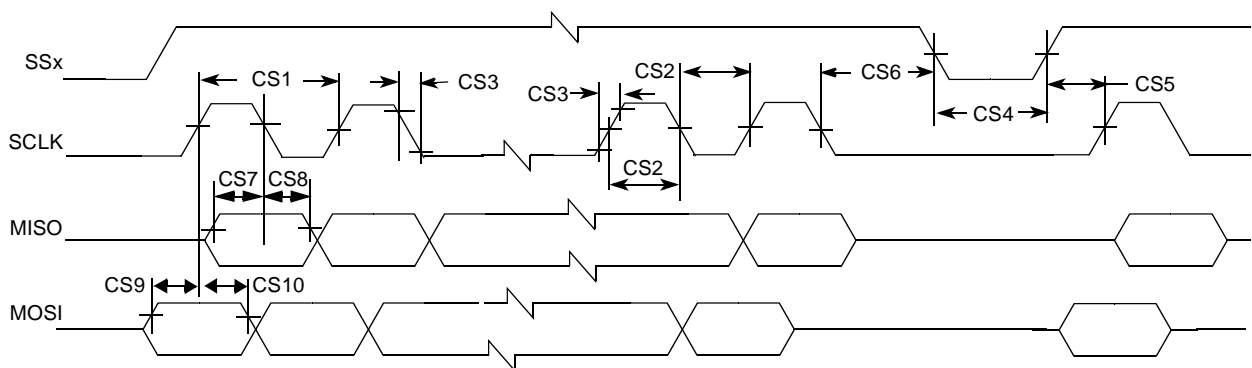 SSx
CS1
CS3
CS3
CS2
CS6
CS5
CS4
SCLK
CS2
CS7
CS8
MISO
CS9
CS10
MOSI